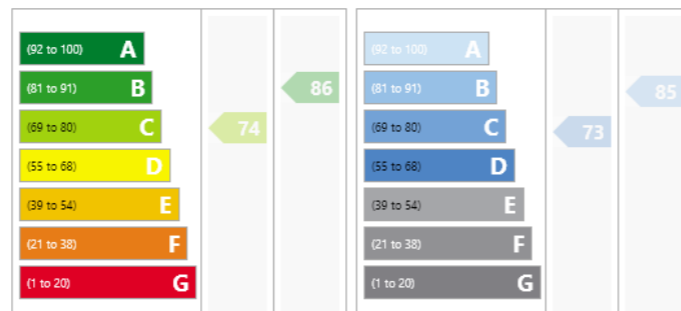 (92 to 100) A
(81 to 91) B
(69 to 80) C
(55 to 68) D
(39 to 54) E
(21 to 38) F
(1 to 20) G
74
86
(92 to 100) A
(81 to 91) B
(69 to 80) C
(55 to 68) D
(39 to 54) E
(21 to 38) F
(1 to 20) G
73
85